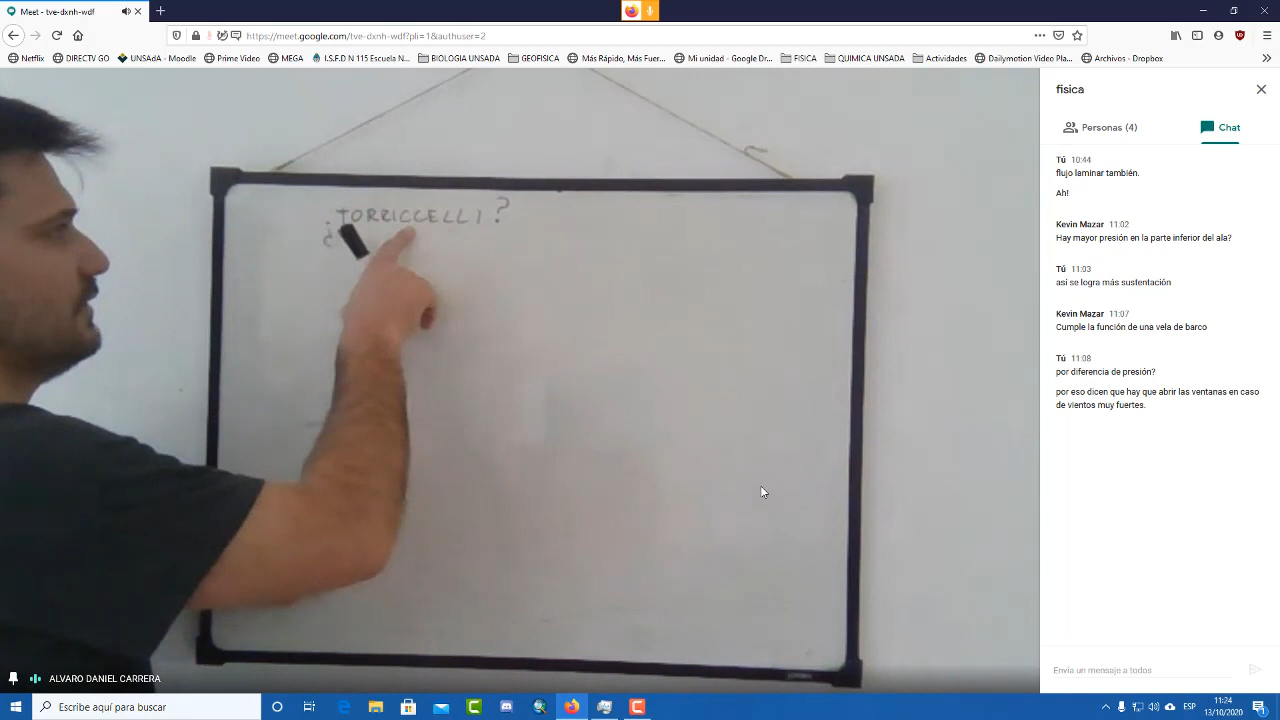 Meet - tve-dxnh-wdf
https://meet.google.com/tve-dxnh-wdf?pli=1&authuser=2
Netflix
DIRECTV GO
UNSAdA - Moodle
Prime Video
MEGA
I.S.F.D N 115 Escuela N...
BIOLOGIA UNSADA
GEOFISICA
Más Rápido, Más Fuer...
Mi unidad - Google Dr...
FISICA
QUIMICA UNSADA
Actividades
Dailymotion Video Pla...
Archivos - Dropbox
¿TORRICCELLI?
ALVARO DANIEL CARRERA
fisica
Personas (4)
Chat
Tú 10:44
flujo laminar también.
Ah!
Kevin Mazar 11:02
Hay mayor presión en la parte inferior del ala?
Tú 11:03
asi se logra más sustentación
Kevin Mazar 11:07
Cumple la función de una vela de barco
Tú 11:08
por diferencia de presión?
por eso dicen que hay que abrir las ventanas en caso
de vientos muy fuertes.
Envía un mensaje a todos
Escribe aquí para buscar
ESP
11:24
13/10/2020